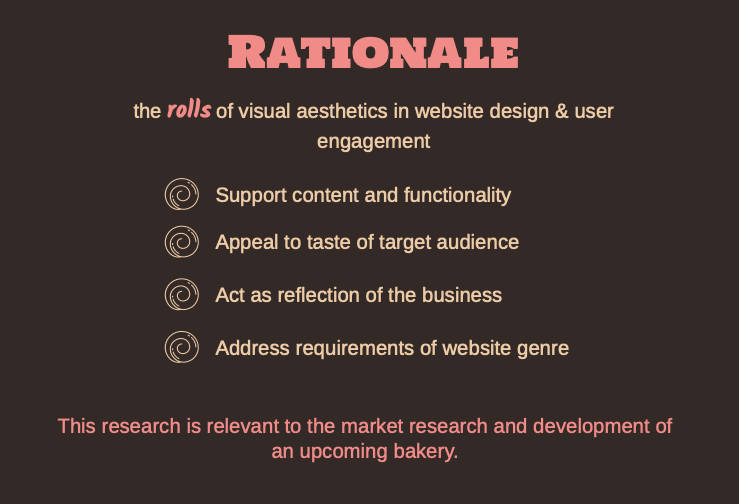 RATIONALE
the rolls of visual aesthetics in website design & user
engagement
Support content and functionality
Appeal to taste of target audience
Act as reflection of the business
Address requirements of website genre
This research is relevant to the market research and development of
an upcoming bakery.